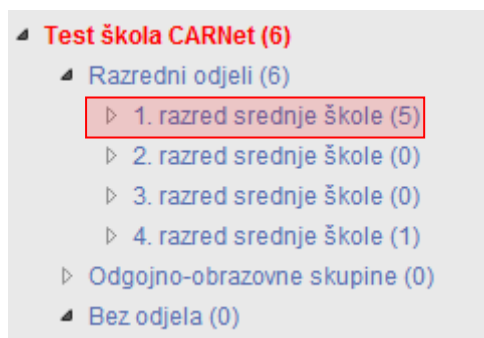 Test škola CARNet (6)
Razredni odjeli (6)
1. razred srednje škole (5)
2. razred srednje škole (0)
3. razred srednje škole (0)
4. razred srednje škole (1)
Odgojno-obrazovne skupine (0)
Bez odjela (0)